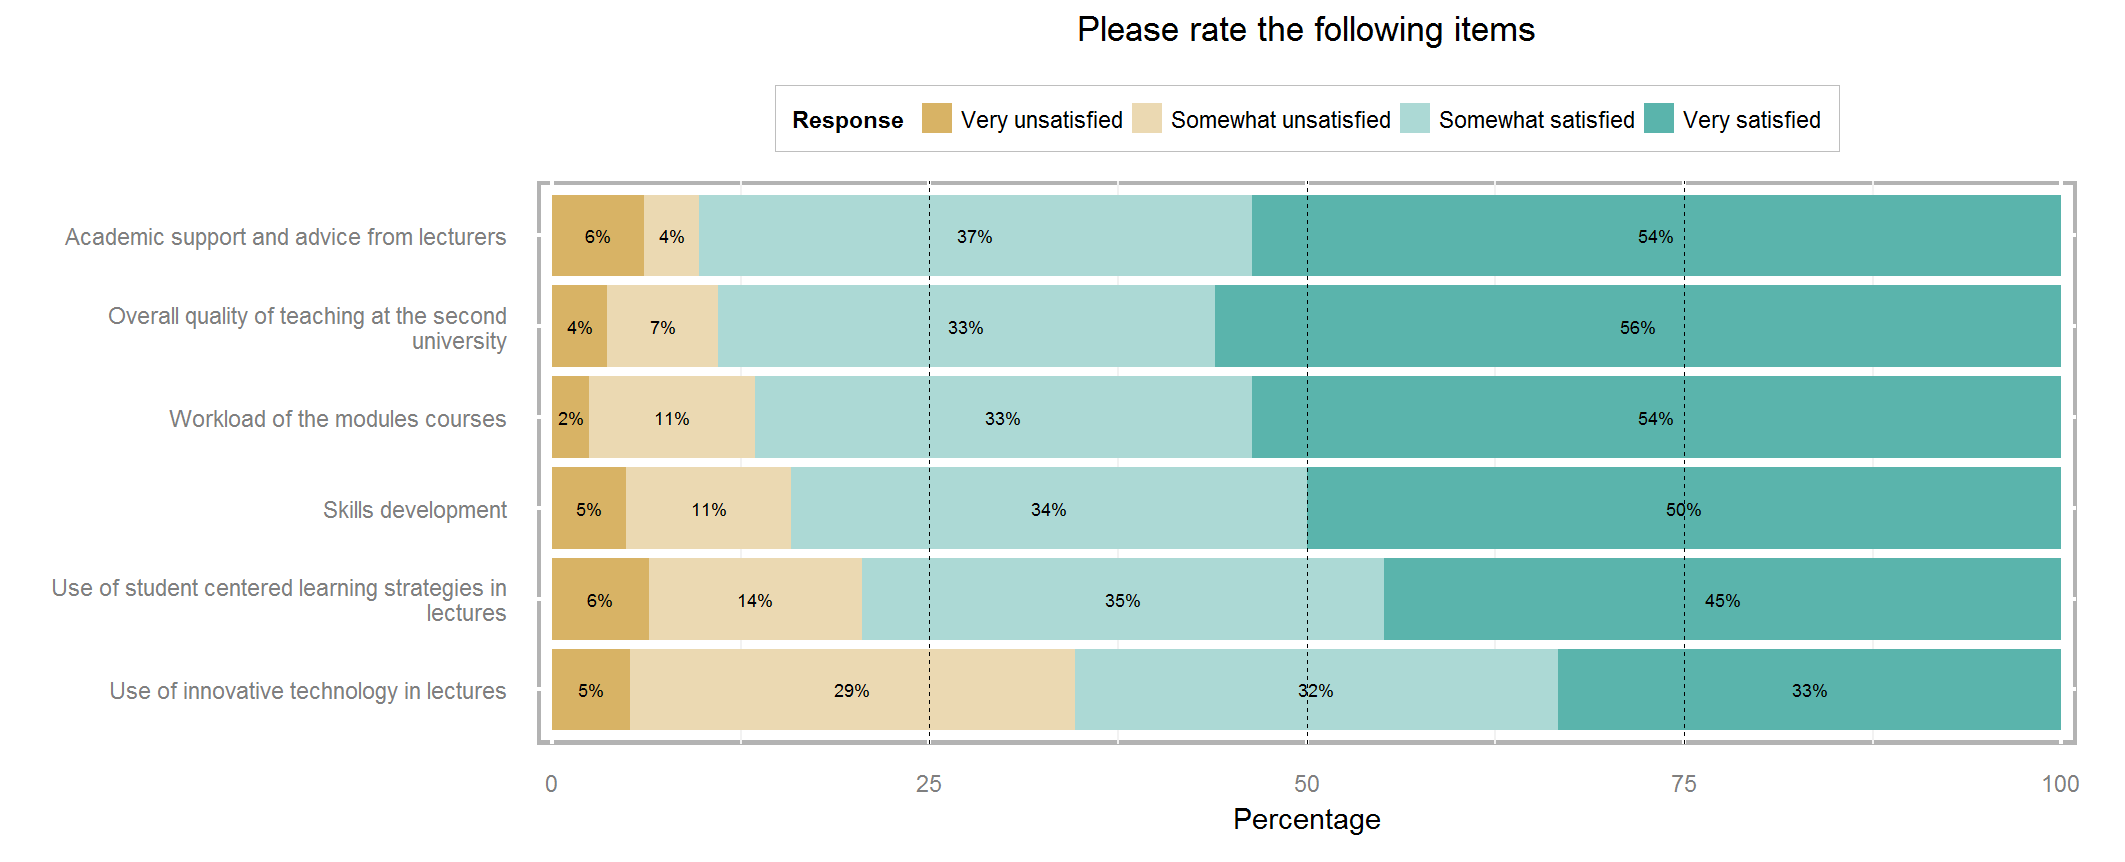 Please rate the following items
Response Very unsatisfied Somewhat unsatisfied Somewhat satisfied Very satisfied
Academic support and advice from lecturers 6% 4% 37% 54%
Overall quality of teaching at the second
university 4% 7% 33% 56%
Workload of the modules courses 2% 11% 33% 54%
Skills development 5% 11% 34% 50%
Use of student centered learning strategies in
lectures 6% 14% 35% 45%
Use of innovative technology in lectures 5% 29% 32% 33%
0 25 50 75 100
Percentage